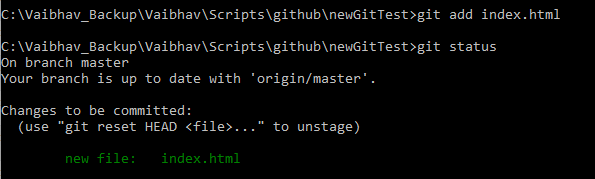 C:\Vaibhav_Backup\Vaibhav\Scripts\github\newGitTest>git add index.html
C:\Vaibhav_Backup\Vaibhav\Scripts\github\newGitTest>git status
On branch master
Your branch is up to date with 'origin/master'.
Changes to be committed:
(use "git reset HEAD <file>..." to unstage)
new file: index.html